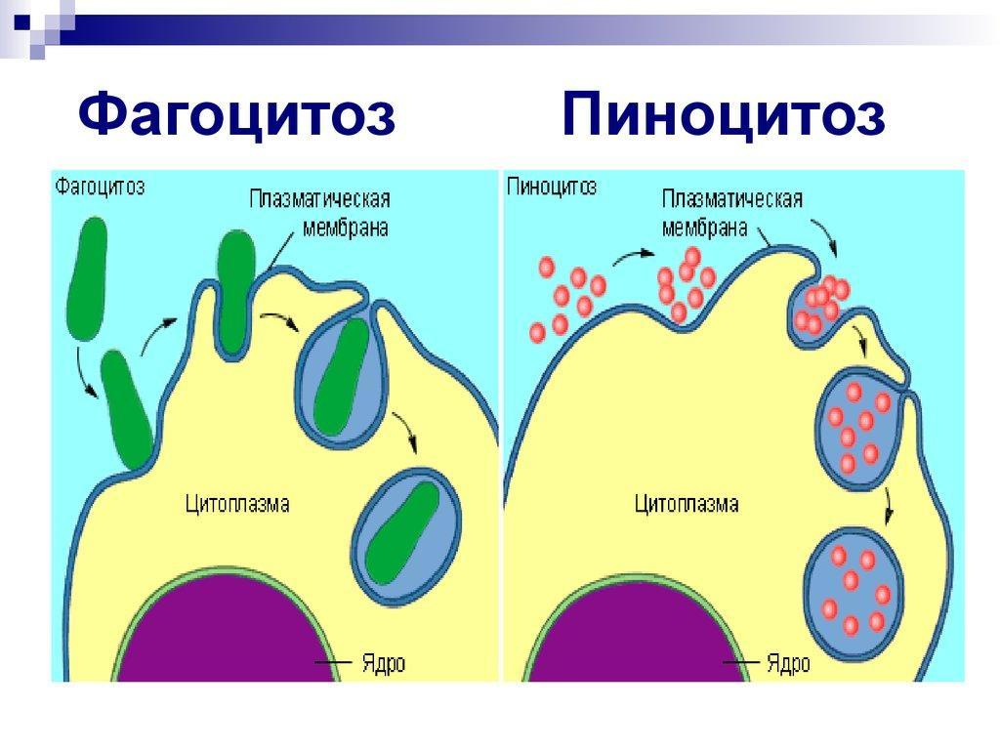 Фагоцитоз
Пиноцитоз
Фагоцитоз
Плазматическая
мембрана
Цитоплазма
Ядро
Пиноцитоз
Плазматическая
мембрана
Цитоплазма
Ядро